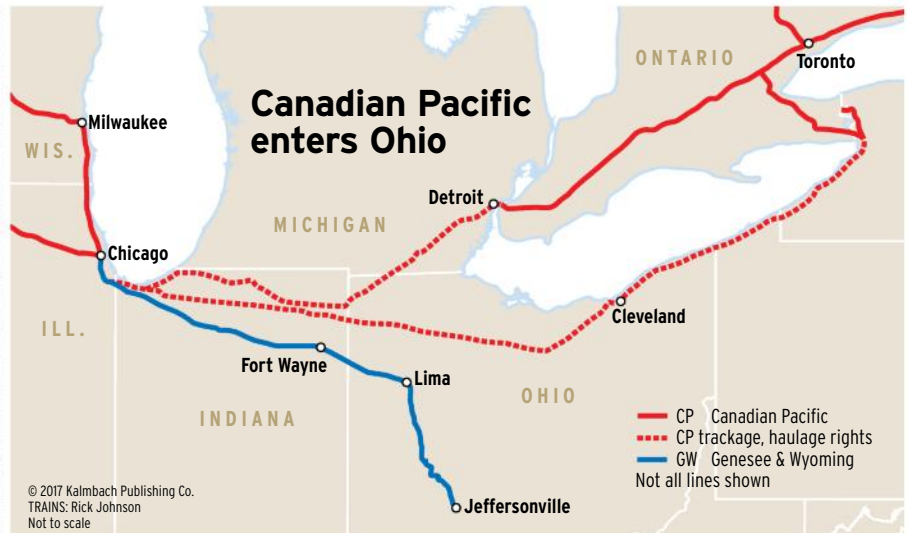 Canadian Pacific
enters Ohio
ONTARIO
Toronto
Milwaukee
WIS.
Detroit
MICHIGAN
Chicago
ILL.
Cleveland
Fort Wayne
Lima
OHIO
INDIANA
Jeffersonville
CP Canadian Pacific
CP trackage, haulage rights
GW Genesee & Wyoming
Not all lines shown
© 2017 Kalmbach Publishing Co.
TRAINS: Rick Johnson
Not to scale